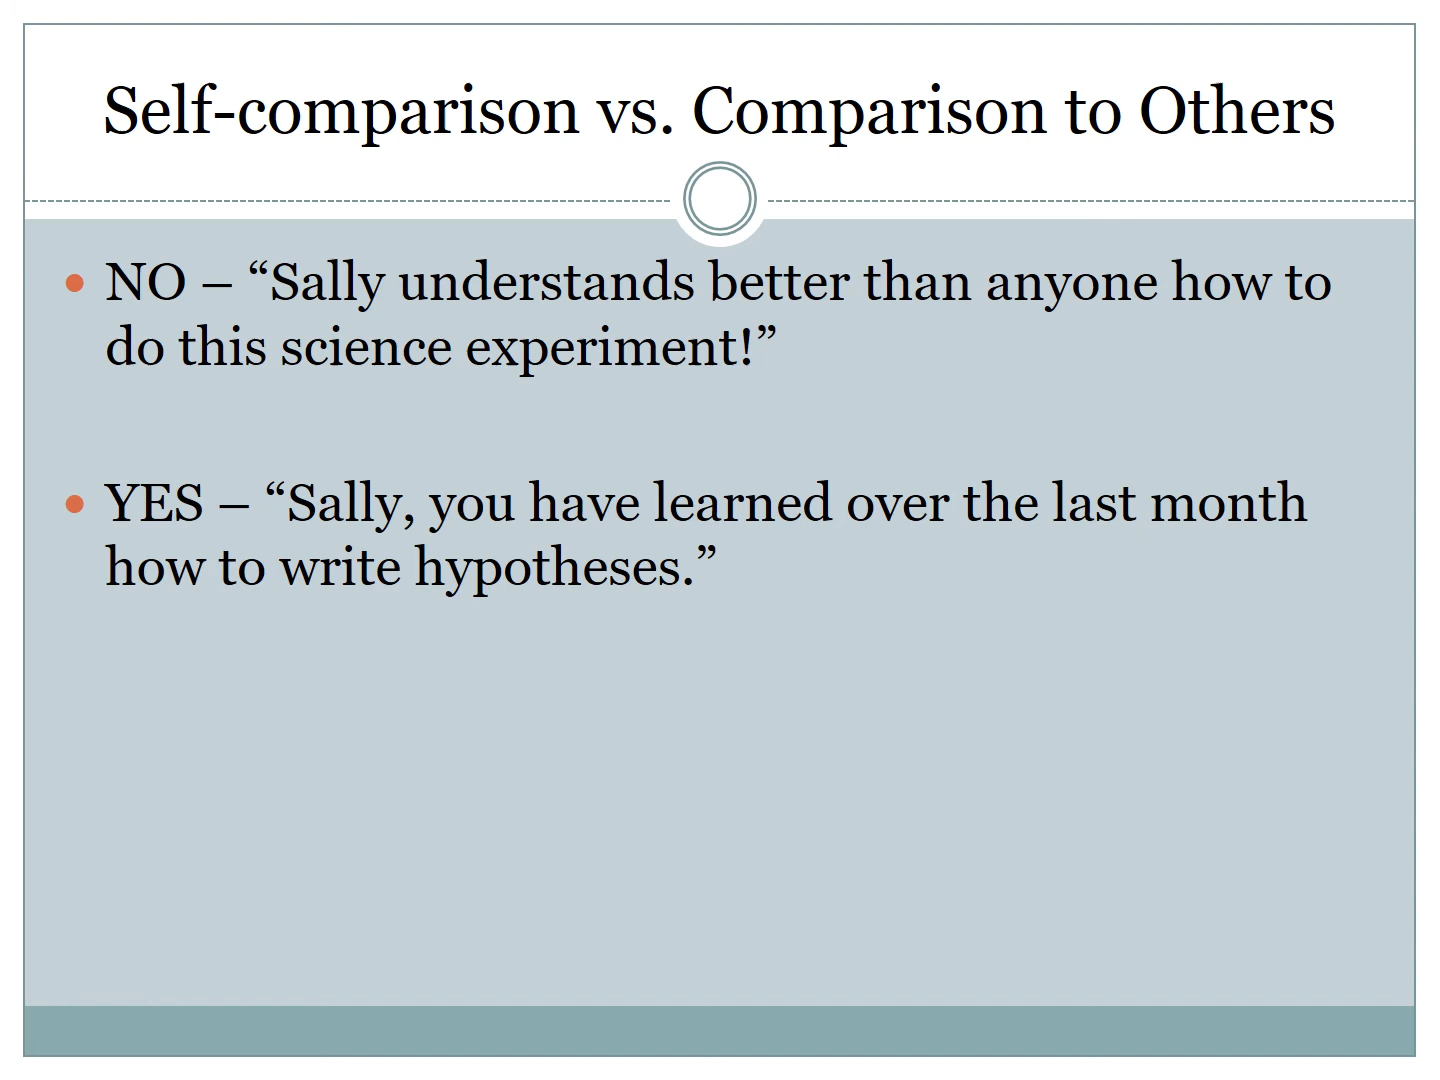 Self-comparison vs. Comparison to Others
• NO – “Sally understands better than anyone how to
do this science experiment!”
• YES – “Sally, you have learned over the last month
how to write hypotheses.”